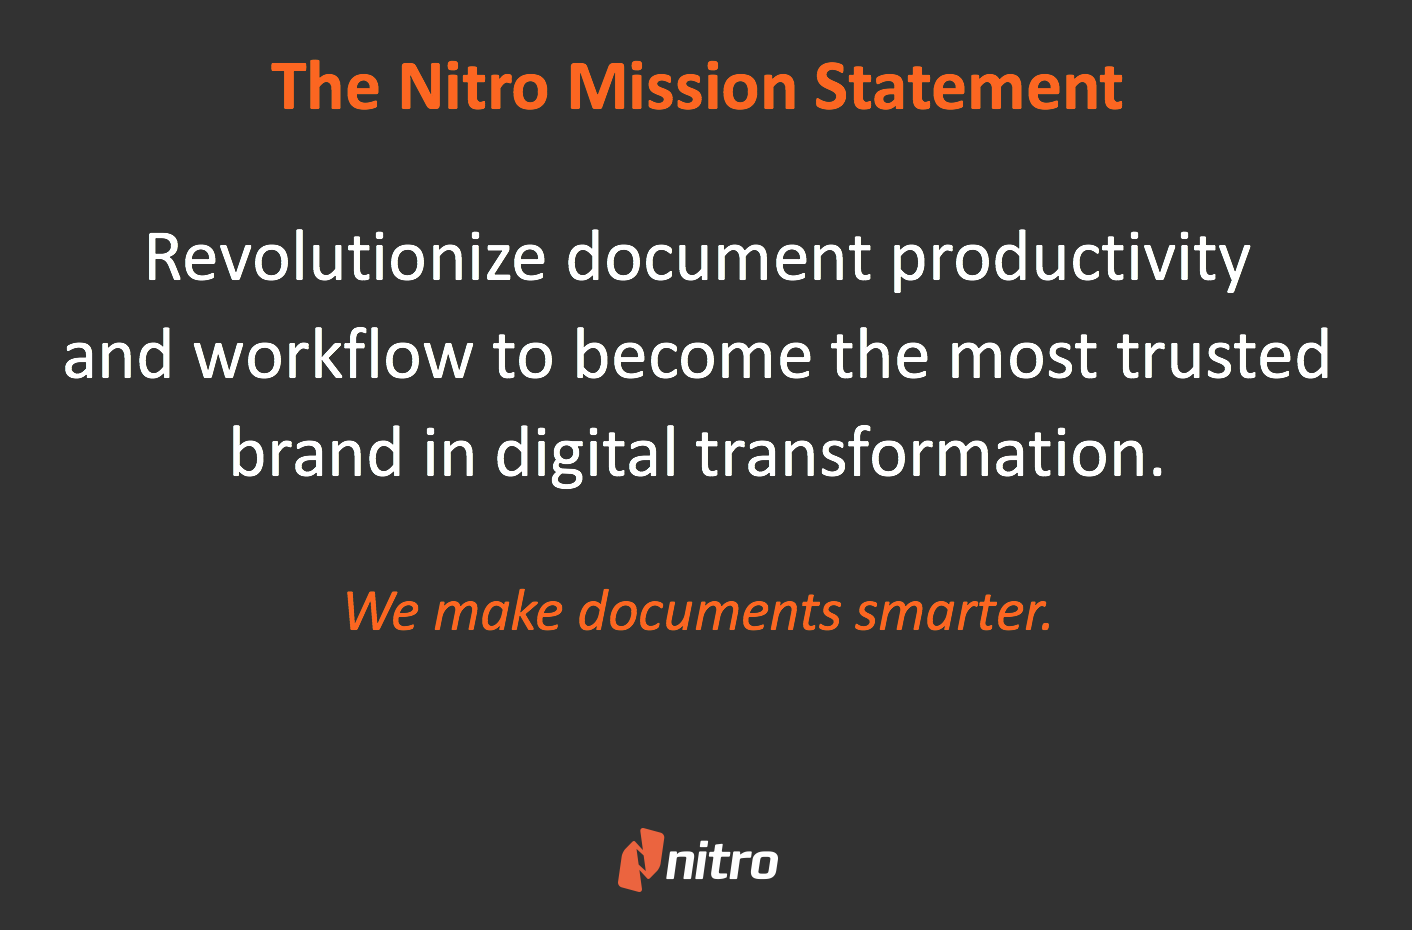 The Nitro Mission Statement
Revolutionize document productivity
and workflow to become the most trusted
brand in digital transformation.
We make documents smarter.
nitro